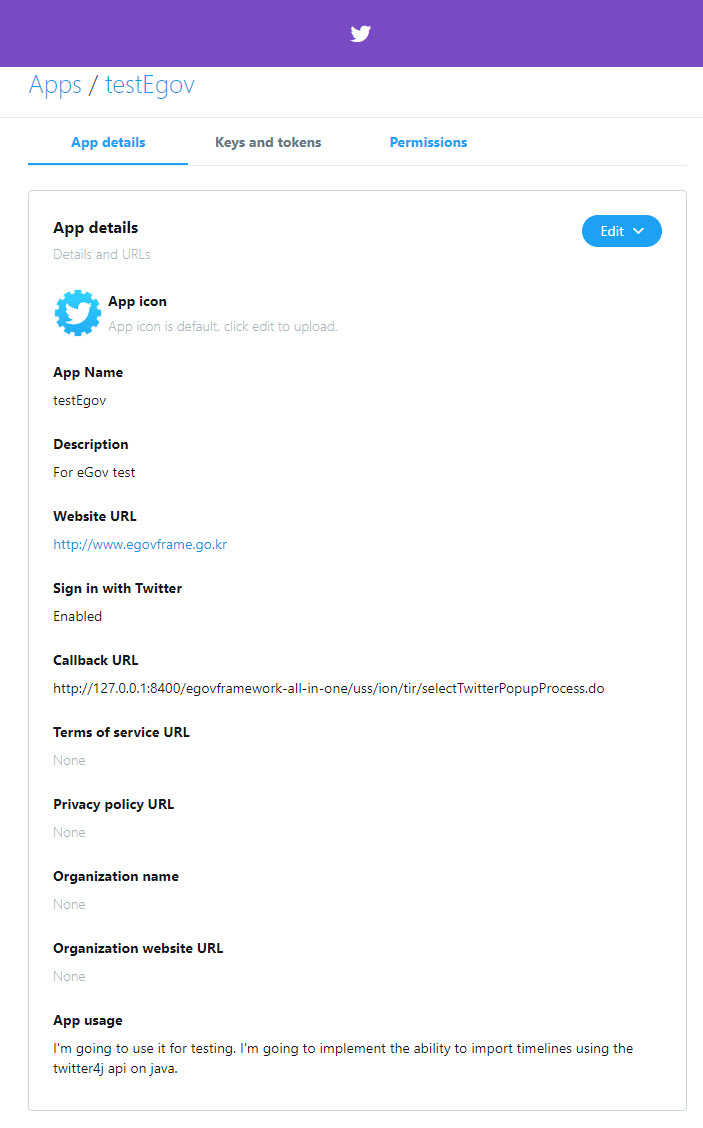 Apps / testEgov
App details
Keys and tokens
Permissions
App details
Edit
Details and URLs
App icon
App icon is default, click edit to upload.
App Name
testEgov
Description
For eGov test
Website URL
http://www.egovframe.go.kr
Sign in with Twitter
Enabled
Callback URL
http://127.0.0.1:8400/egovframework-all-in-one/uss/ion/tir/selectTwitterPopupProcess.do
Terms of service URL
None
Privacy policy URL
None
Organization name
None
Organization website URL
None
App usage
I'm going to use it for testing. I'm going to implement the ability to import timelines using the
twitter4j api on java.